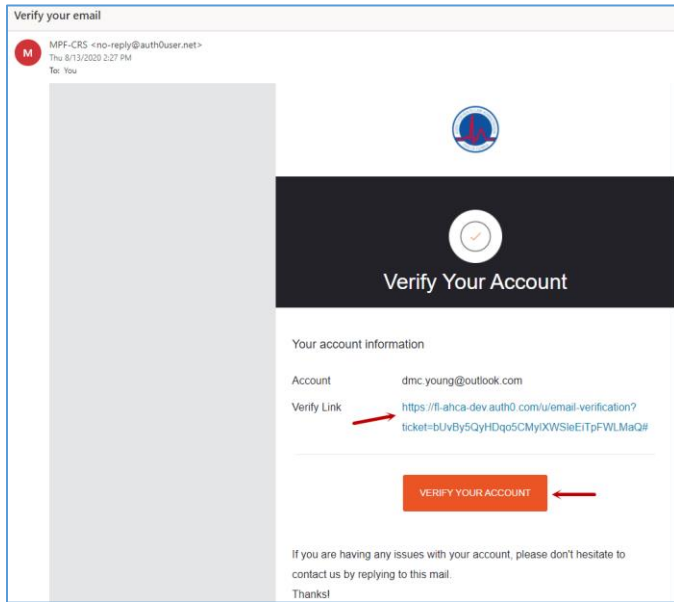 Verify your email
M
MPF-CRS <no-reply@auth0user.net>
Thu 8/13/2020 2:27 PM
To: You
Verify Your Account
Your account information
Account dmc.young@outlook.com
Verify Link https://fl-ahca-dev.auth0.com/u/email-verification?
ticket=bUvBy5QyHDqo5CMylXWSleEiTpFWLMaQ#
VERIFY YOUR ACCOUNT
If you are having any issues with your account, please don't hesitate to
contact us by replying to this mail.
Thanks!